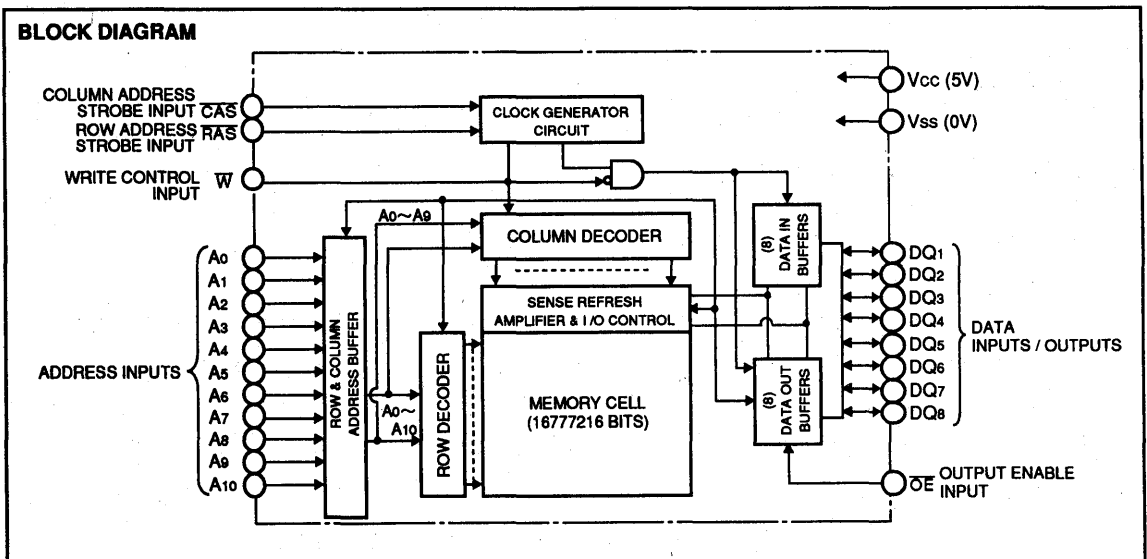 BLOCK DIAGRAM
COLUMN ADDRESS
STROBE INPUT CAS
ROW ADDRESS RAS
STROBE INPUT
WRITE CONTROL W
INPUT
ADDRESS INPUTS
A0
A1
A2
A3
A4
A5
A6
A7
A8
A9
A10
ROW & COLUMN
ADDRESS BUFFER
A0~A9
A0~
A10
CLOCK GENERATOR
CIRCUIT
COLUMN DECODER
SENSE REFRESH
AMPLIFIER & I/O CONTROL
ROW DECODER
MEMORY CELL
(16777216 BITS)
(8)
DATA IN
BUFFERS
(8)
DATA OUT
BUFFERS
VCC (5V)
VSS (0V)
DQ1
DQ2
DQ3
DQ4
DQ5
DQ6
DQ7
DQ8
DATA
INPUTS / OUTPUTS
OE OUTPUT ENABLE
INPUT